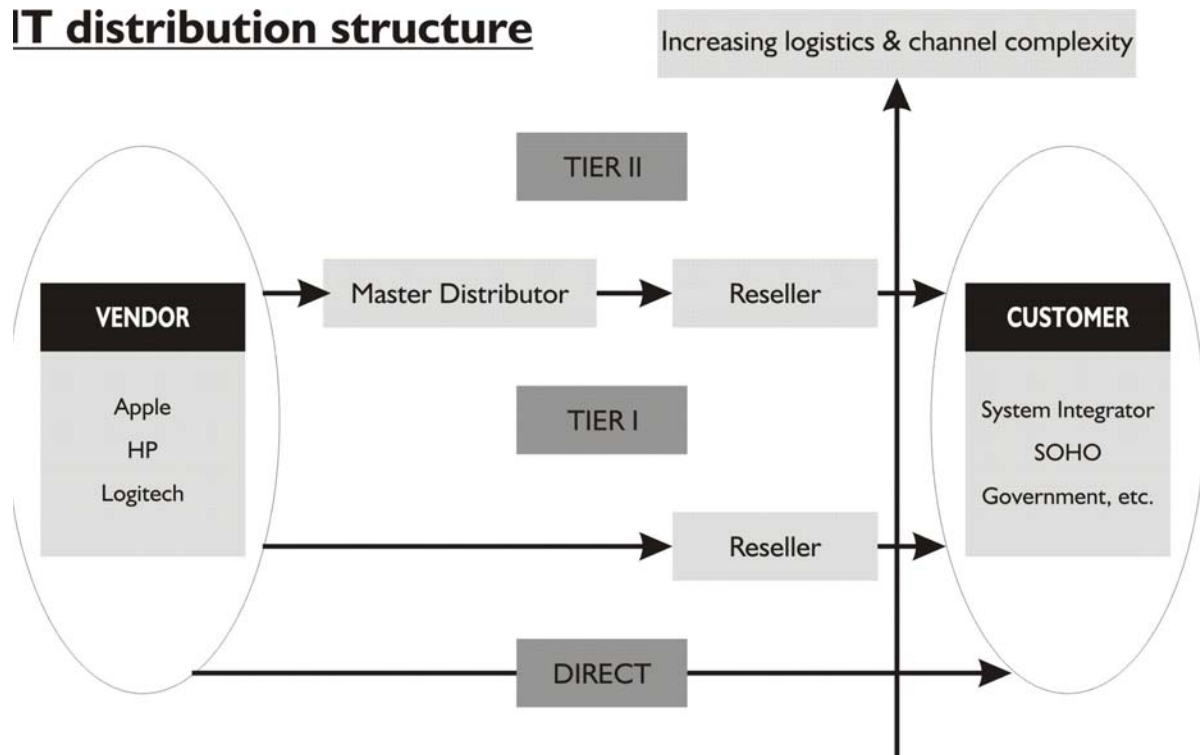 IT distribution structure
Increasing logistics & channel complexity
TIER II
Master Distributor
Reseller
VENDOR
Apple
HP
Logitech
CUSTOMER
System Integrator
SOHO
Government, etc.
TIER I
Reseller
DIRECT